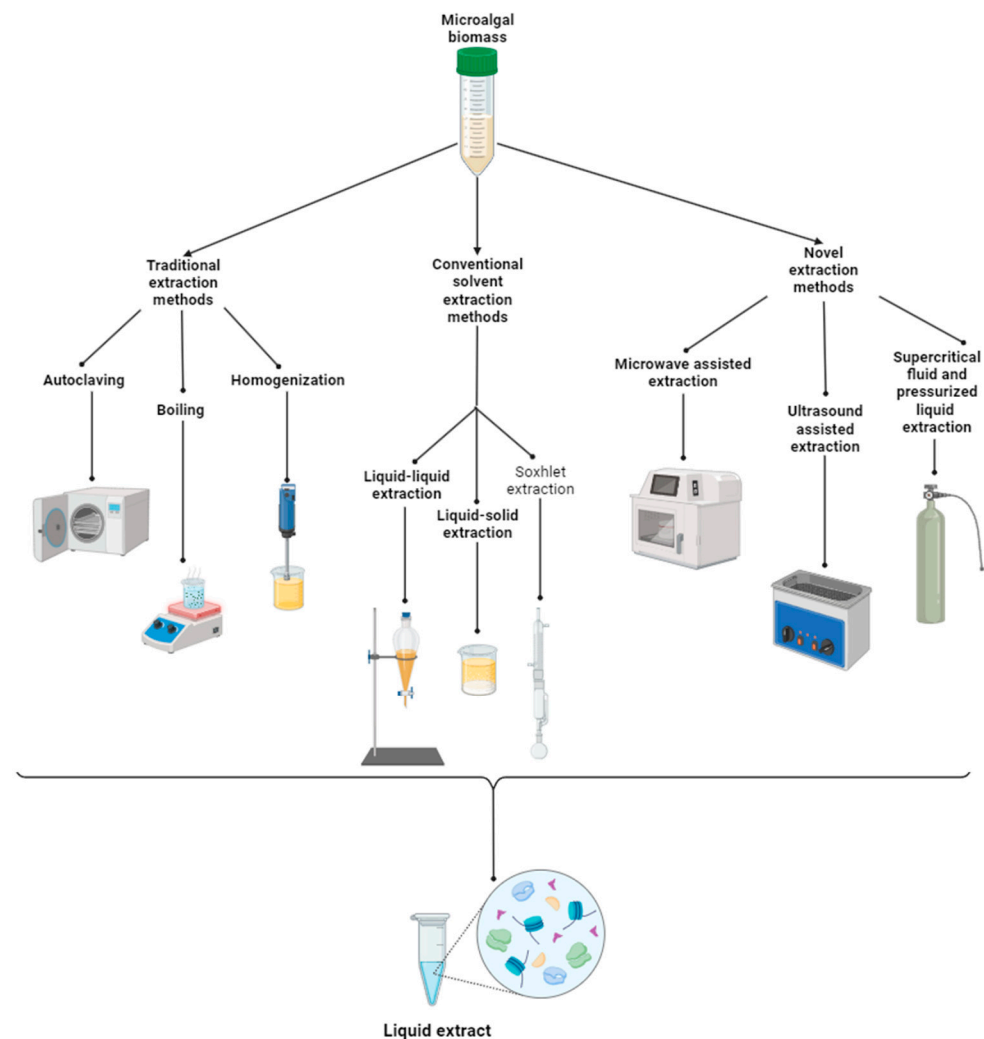 Microalgal
biomass
Traditional
extraction
methods
Conventional
solvent
extraction
methods
Novel
extraction
methods
Autoclaving
Boiling
Homogenization
Liquid-liquid
extraction
Liquid-solid
extraction
Soxhlet
extraction
Microwave assisted
extraction
Ultrasound
assisted
extraction
Supercritical
fluid and
pressurized
liquid
extraction
Liquid extract